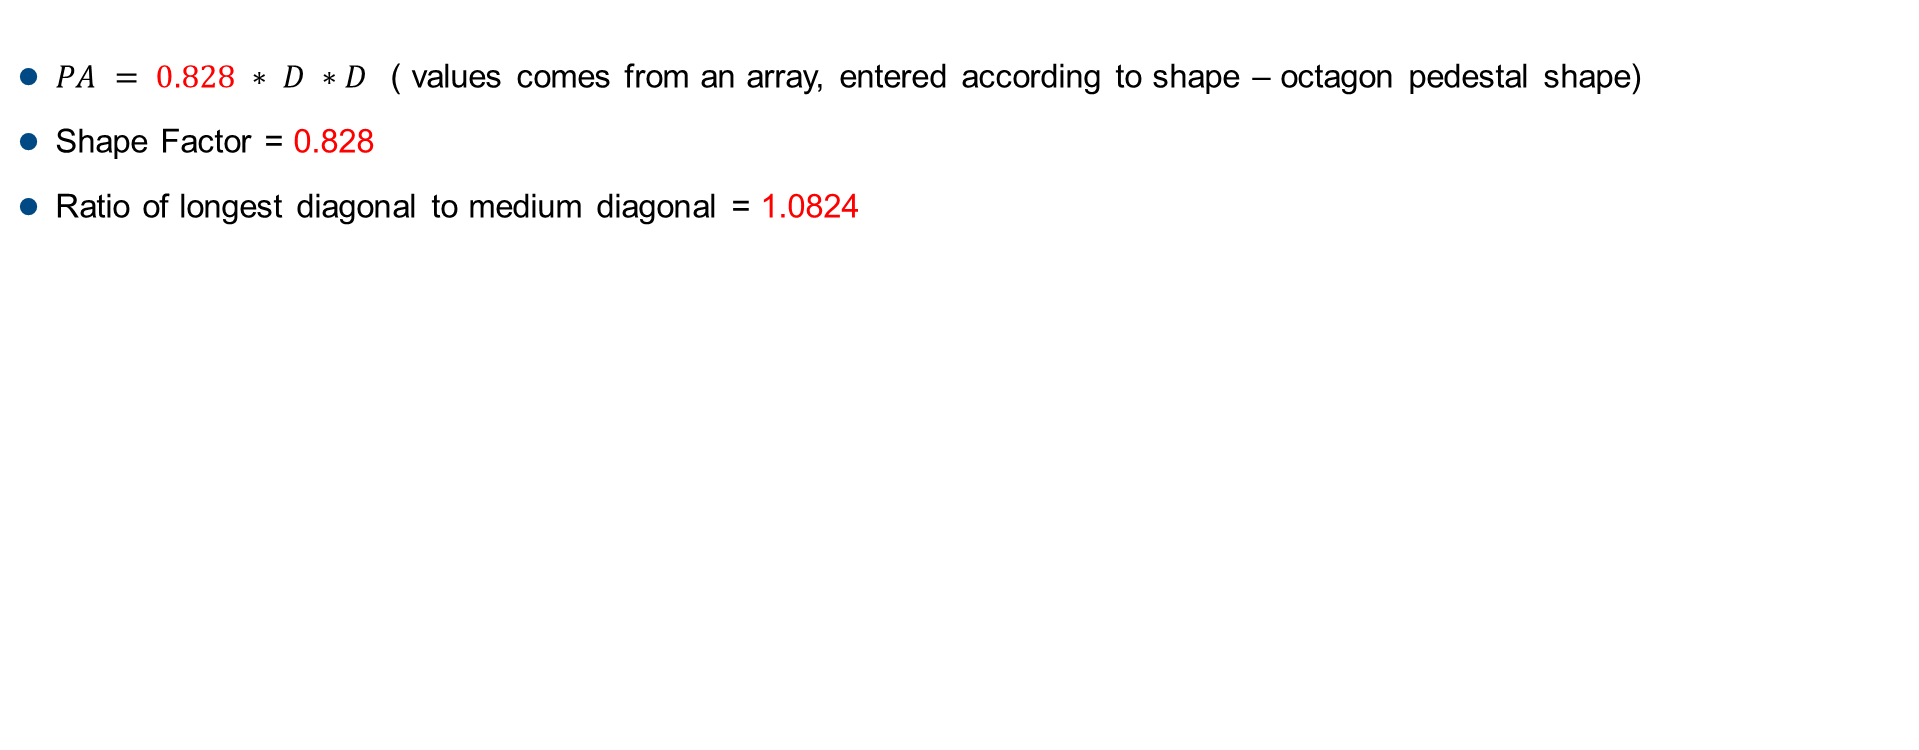 ● PA = 0.828 * D * D ( values comes from an array, entered according to shape – octagon pedestal shape)
● Shape Factor = 0.828
● Ratio of longest diagonal to medium diagonal = 1.0824